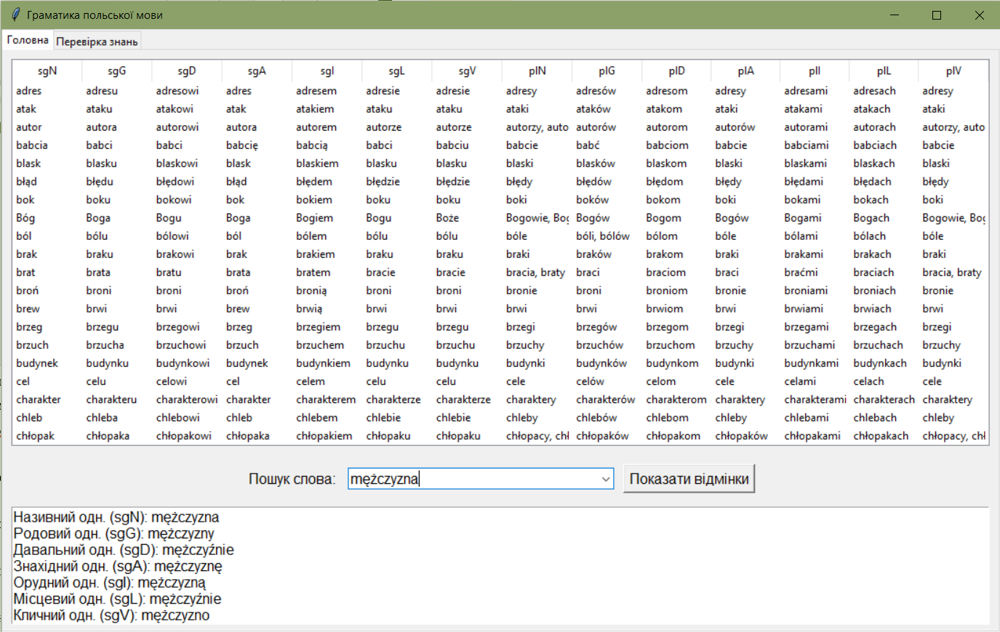 Граматика польської мови
Головна Перевірка знань
sgN sgG sgD sgA sgI sgL sgV plN plG plD plA plI plL plV
adres adresu adresowi adres adresem adresie adresie adresy adresów adresom adresy adresami adresach adresy
atak ataku atakowi atak atakiem ataku ataku ataki ataków atakom ataki atakami atakach ataki
autor autora autorowi autora autorem autorze autorze autorzy, auto autorów autorom autorów autorami autorach autorzy, auto
babcia babci babci babcię babcią babci babciu babcie babć babciom babcie babciami babciach babcie
blask blasku blaskowi blask blaskiem blasku blasku blaski blasków blaskom blaski blaskami blaskach blaski
błąd błędu błędowi błąd błędem błędzie błędzie błędy błędów błędom błędy błędami błędach błędy
bok boku bokowi bok bokiem boku boku boki boków bokom boki bokami bokach boki
Bóg Boga Bogu Boga Bogiem Bogu Boże Bogowie, Bog Bogów Bogom Bogów Bogami Bogach Bogowie, Bog
ból bólu bólowi ból bólem bólu bólu bóle bóli, bólów bólom bóle bólami bólach bóle
brak braku brakowi brak brakiem braku braku braki braków brakom braki brakami brakach braki
brat brata bratu brata bratem bracie bracie bracia, braty braci braciom braci braćmi braciach bracia, braty
broń broni broni broń bronią broni broni bronie broni broniom bronie broniami broniach bronie
brew brwi brwi brew brwią brwi brwi brwi brwi brwiom brwi brwiami brwiach brwi
brzeg brzegu brzegowi brzeg brzegiem brzegu brzegu brzegi brzegów brzegom brzegi brzegami brzegach brzegi
brzuch brzucha brzuchowi brzuch brzuchem brzuchu brzuchu brzuchy brzuchów brzuchom brzuchy brzuchami brzuchach brzuchy
budynek budynku budynkowi budynek budynkiem budynku budynku budynki budynków budynkom budynki budynkami budynkach budynki
cel celu celowi cel celem celu celu cele celów celom cele celami celach cele
charakter charakteru charakterowi charakter charakterem charakterze charakterze charaktery charakterów charakterom charaktery charakterami charakterach charaktery
chleb chleba chlebowi chleb chlebem chlebie chlebie chleby chlebów chlebom chleby chlebami chlebach chleby
chłopak chłopaka chłopakowi chłopaka chłopakiem chłopaku chłopaku chłopacy, chł chłopaków chłopakom chłopaków chłopakami chłopakach chłopacy, chł
Пошук слова: mężczyzna Показати відмінки
Називний одн. (sgN): mężczyzna
Родовий одн. (sgG): mężczyzny
Давальний одн. (sgD): mężczyźnie
Знахідний одн. (sgA): mężczyznę
Орудний одн. (sgI): mężczyzną
Місцевий одн. (sgL): mężczyźnie
Кличний одн. (sgV): mężczyzno